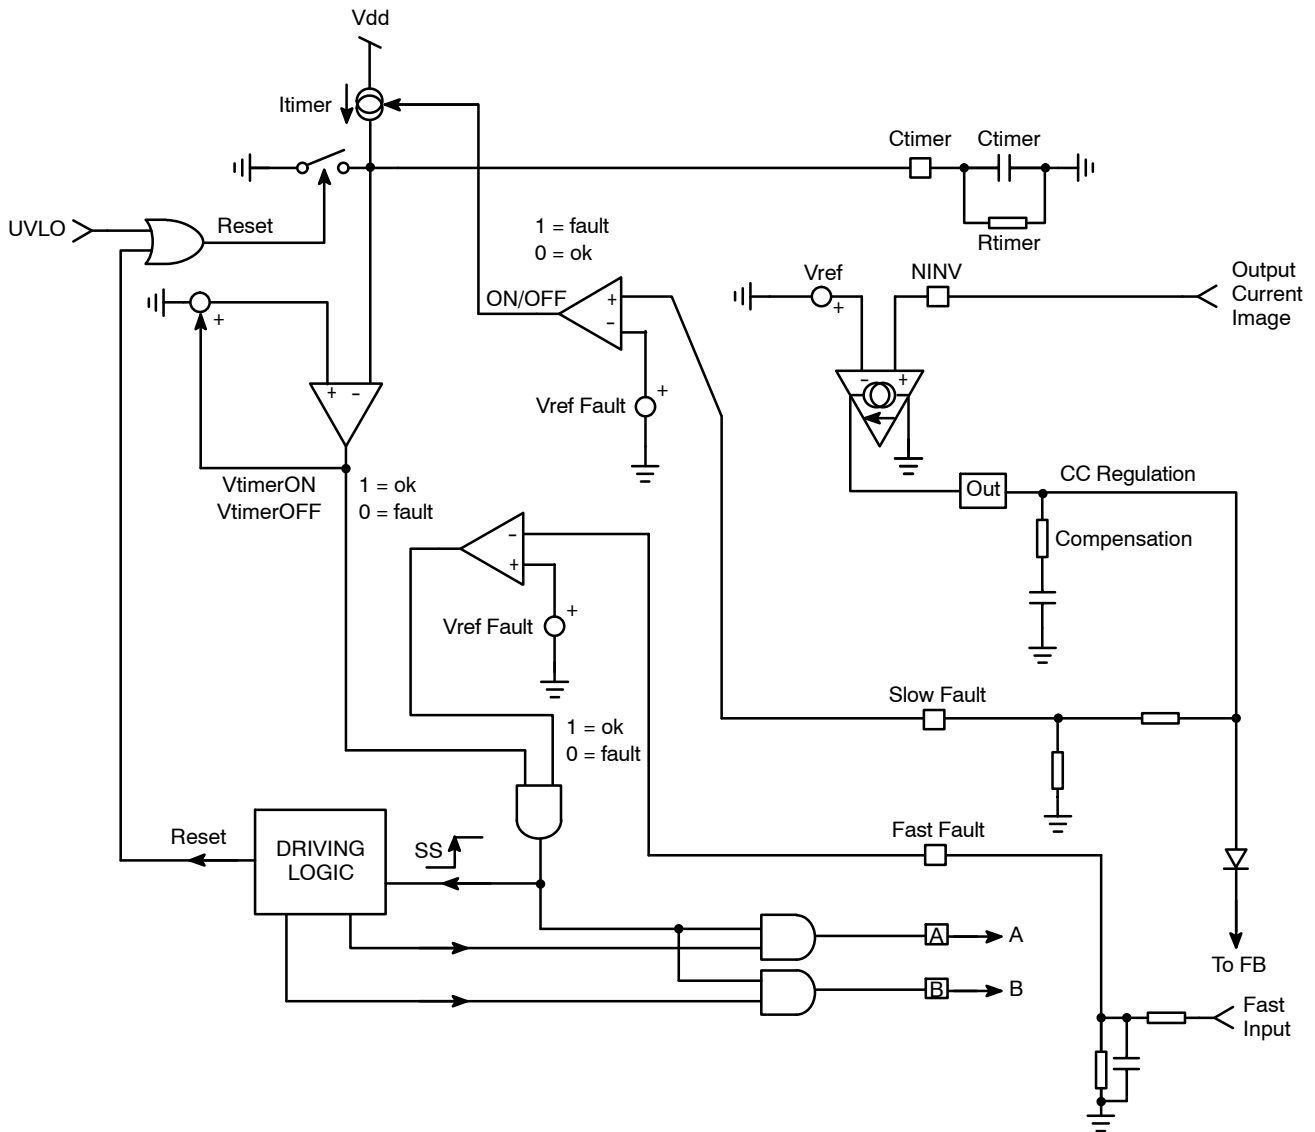 Vdd
Itimer
Ctimer
Ctimer
UVLO
Reset
1 = fault
0 = ok
Rtimer
ON/OFF
+
−
+
Vref
+
NINV
Output
Current
Image
+
−
−
+
Vref Fault
+
VtimerON
VtimerOFF
1 = ok
0 = fault
Out
CC Regulation
−
+
Compensation
Vref Fault
+
Slow Fault
1 = ok
0 = fault
Reset
DRIVING
LOGIC
SS
Fast Fault
A
A
B
B
To FB
Fast
Input